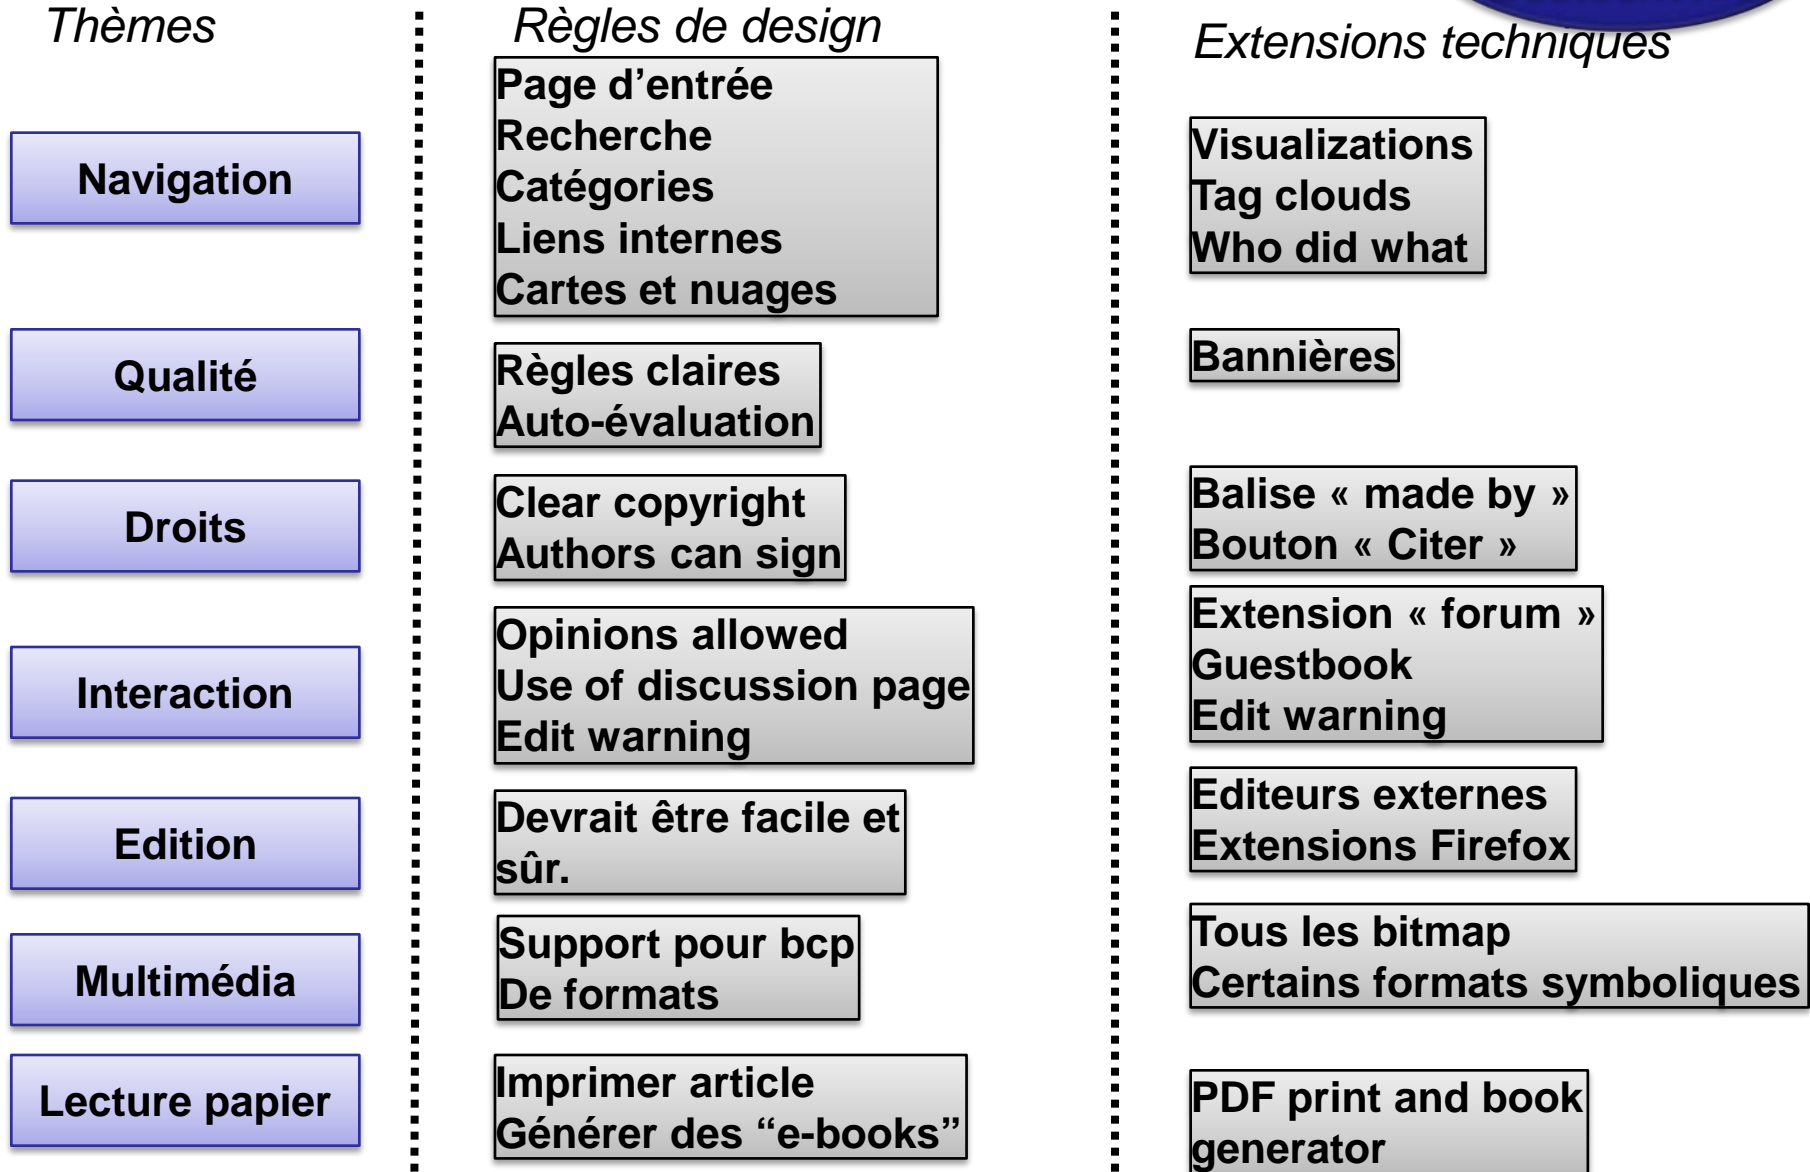 Thèmes
Règles de design
Extensions techniques
Navigation
Page d’entrée
Recherche
Catégories
Liens internes
Cartes et nuages
Visualizations
Tag clouds
Who did what
Qualité
Règles claires
Auto-évaluation
Bannières
Droits
Clear copyright
Authors can sign
Balise « made by »
Bouton « Citer »
Interaction
Opinions allowed
Use of discussion page
Edit warning
Extension « forum »
Guestbook
Edit warning
Edition
Devrait être facile et
sûr.
Editeurs externes
Extensions Firefox
Multimédia
Support pour bcp
De formats
Tous les bitmap
Certains formats symboliques
Lecture papier
Imprimer article
Générer des “e-books”
PDF print and book
generator